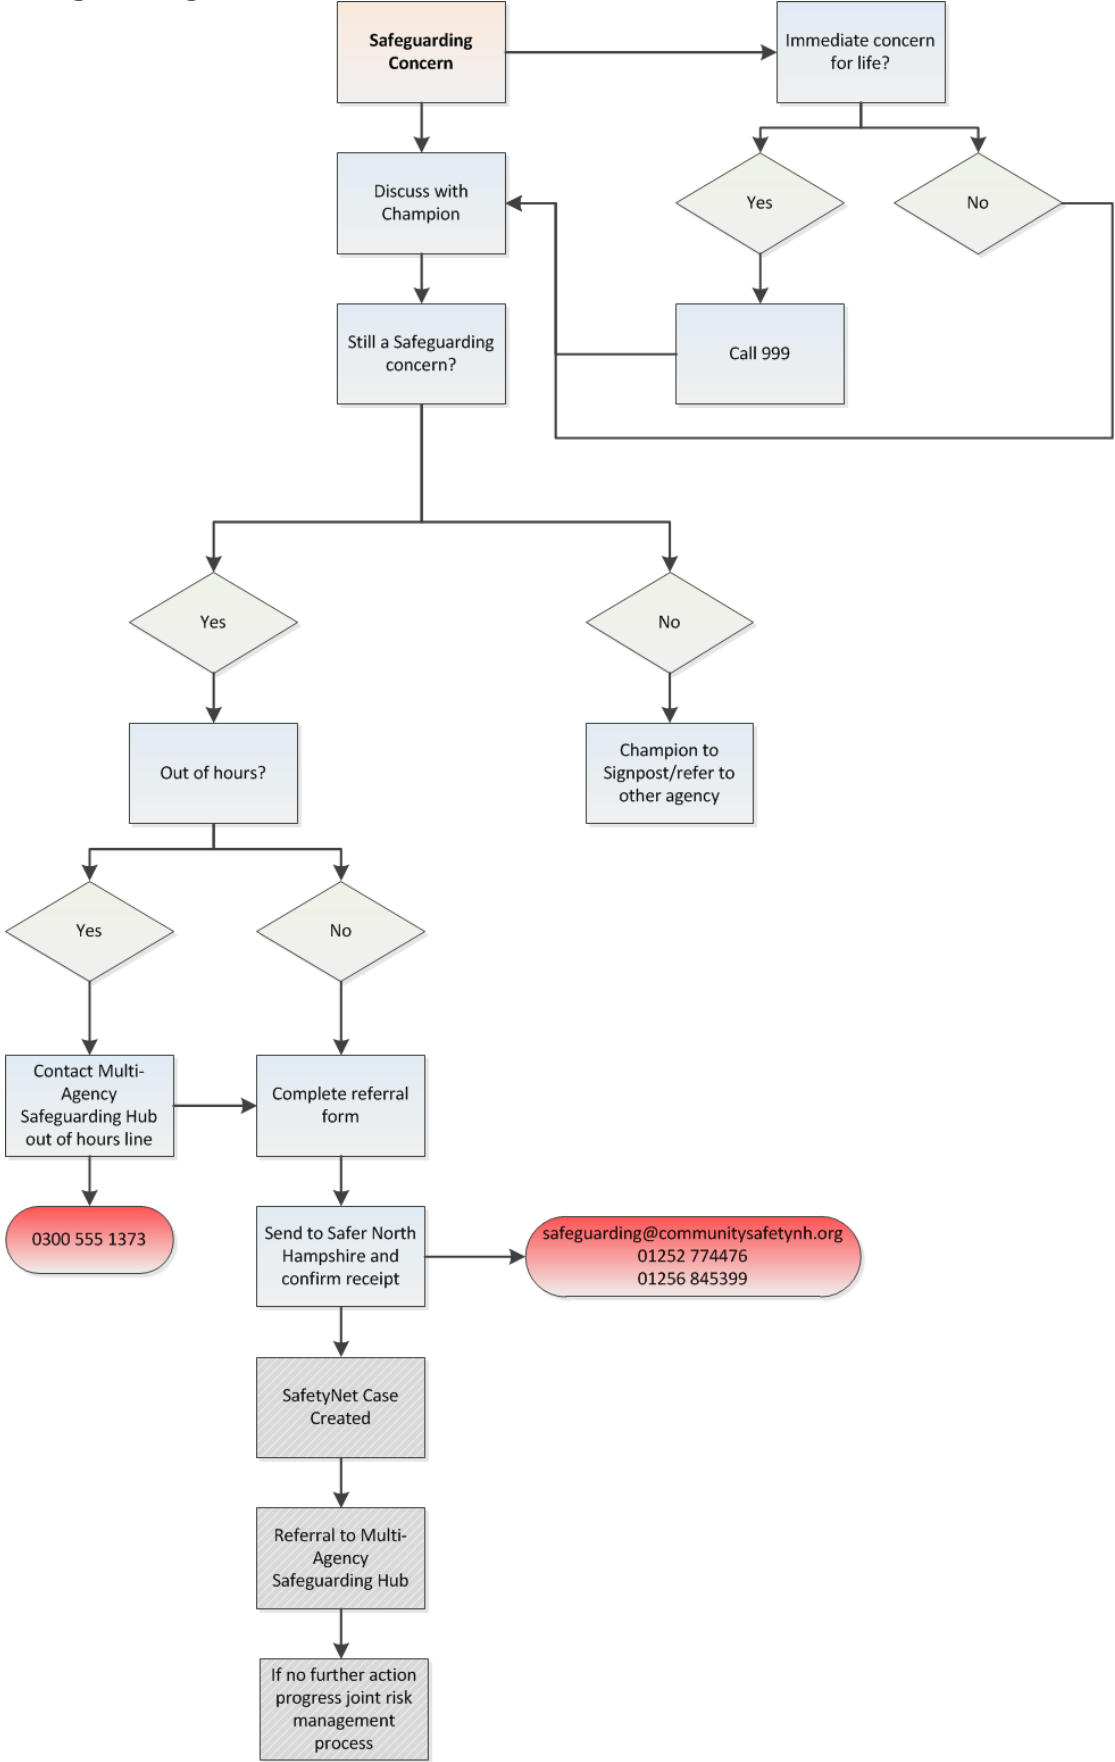 Safeguarding
Concern
Immediate concern
for life?
Discuss with
Champion
Yes
No
Still a Safeguarding
concern?
Call 999
Yes
No
Out of hours?
Champion to
Signpost/refer to
other agency
Yes
No
Contact Multi-
Agency
Safeguarding Hub
out of hours line
Complete referral
form
0300 555 1373
Send to Safer North
Hampshire and
confirm receipt
safeguarding@communitysafetynh.org
01252 774476
01256 845399
SafetyNet Case
Created
Referral to Multi-
Agency
Safeguarding Hub
If no further action
progress joint risk
management
process